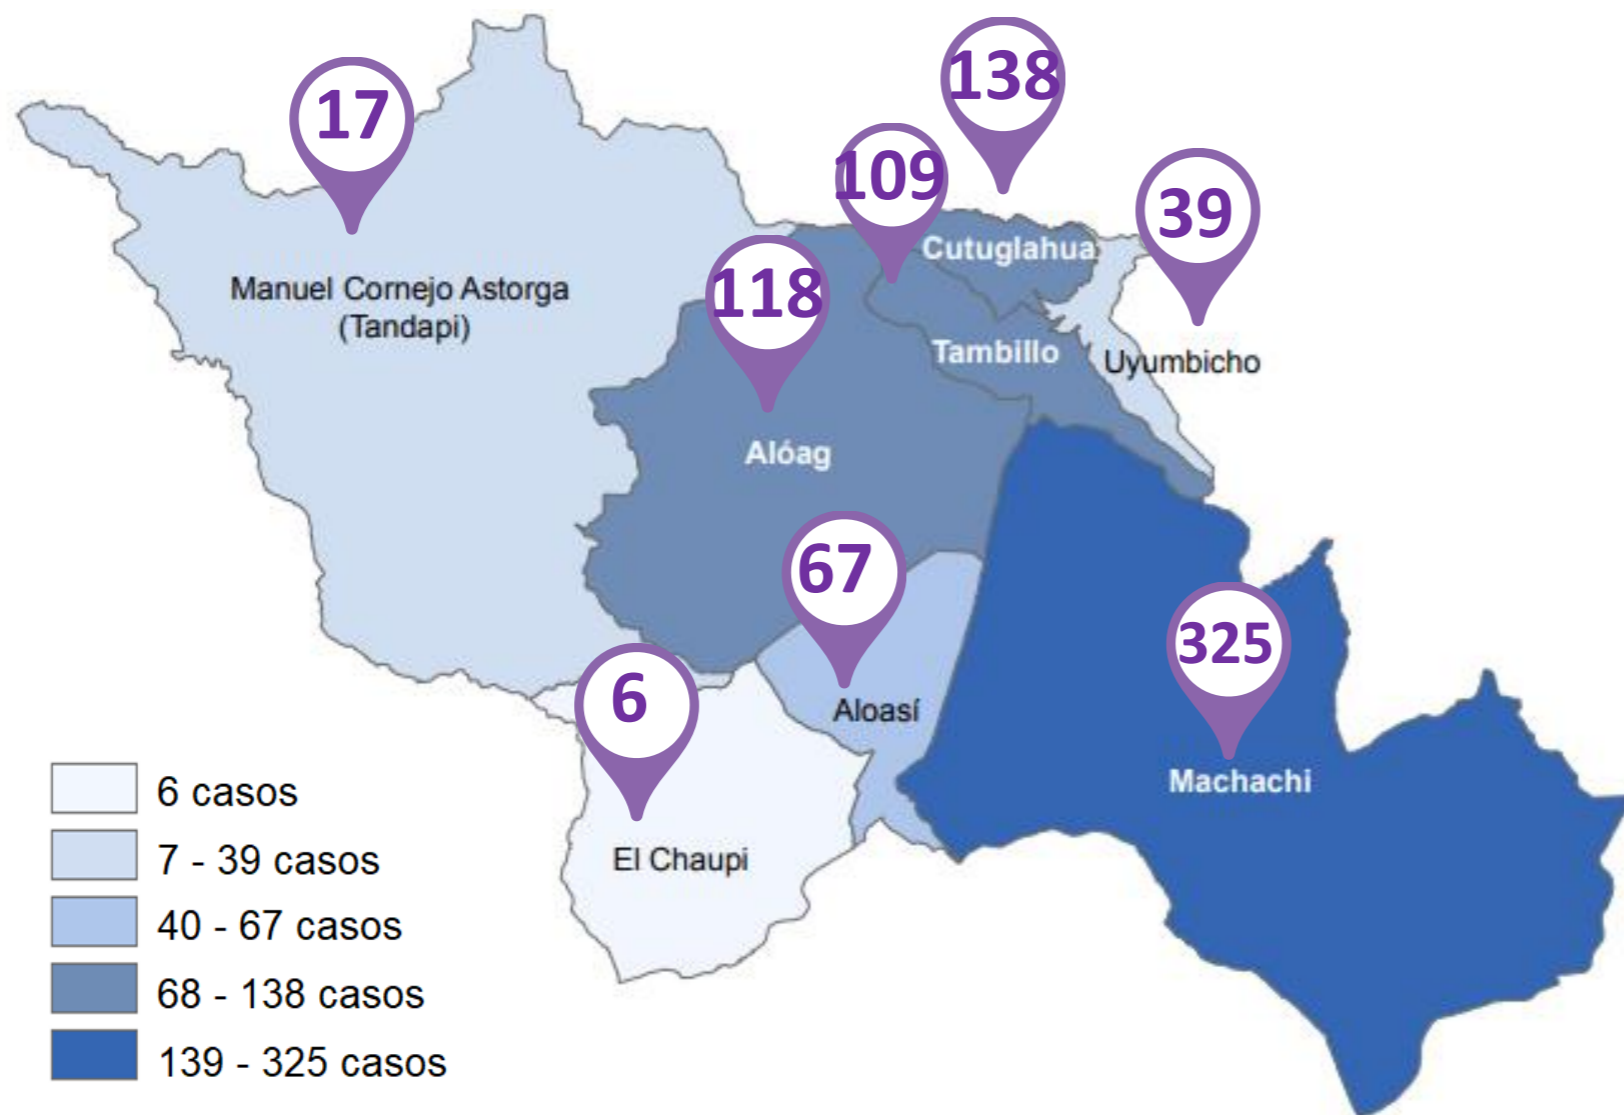 138
17
109
39
Cutuglahua
118
Manuel Cornejo Astorga
(Tandapi)
Tambillo
Uyumbicho
Alóag
67
325
6
Aloasí
Machachi
El Chaupi
6 casos
7 - 39 casos
40 - 67 casos
68 - 138 casos
139 - 325 casos